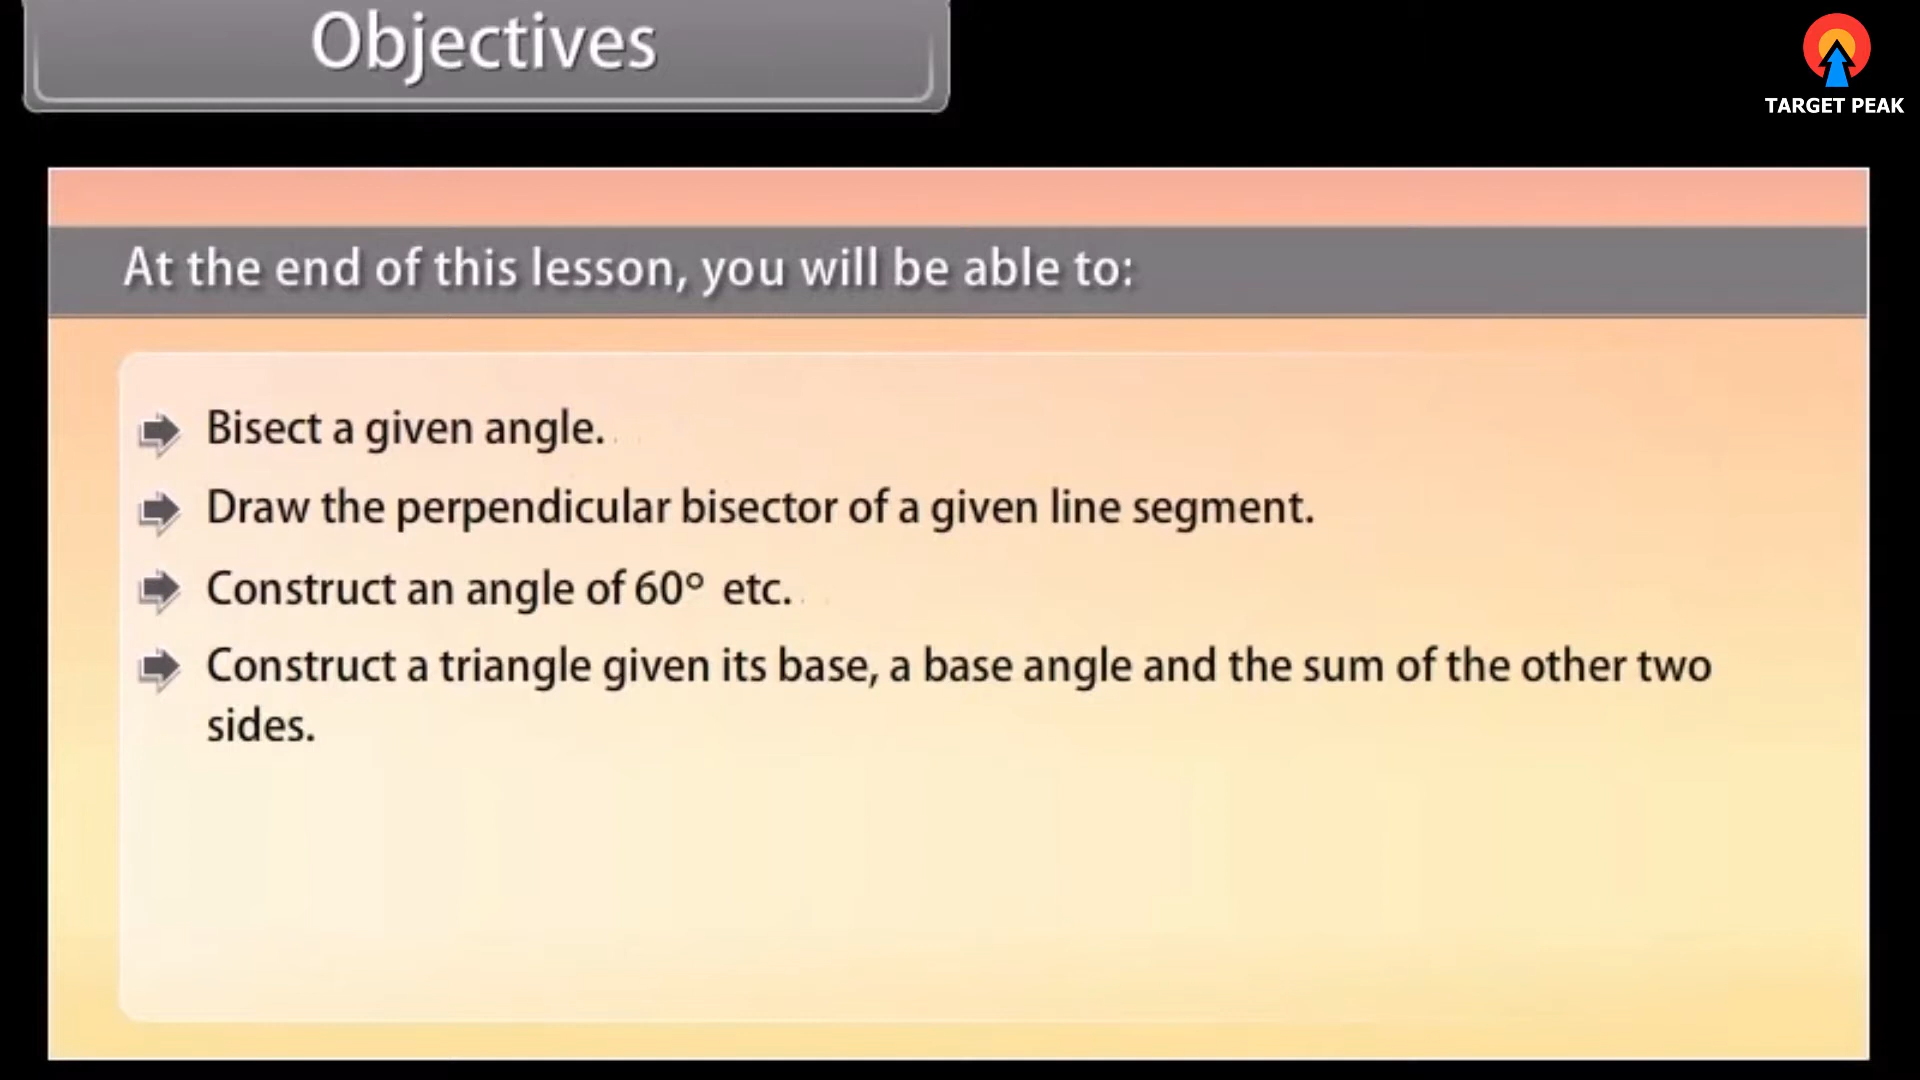 Objectives
TARGET PEAK
At the end of this lesson, you will be able to:
Bisect a given angle.
Draw the perpendicular bisector of a given line segment.
Construct an angle of 60° etc.
Construct a triangle given its base, a base angle and the sum of the other two
sides.